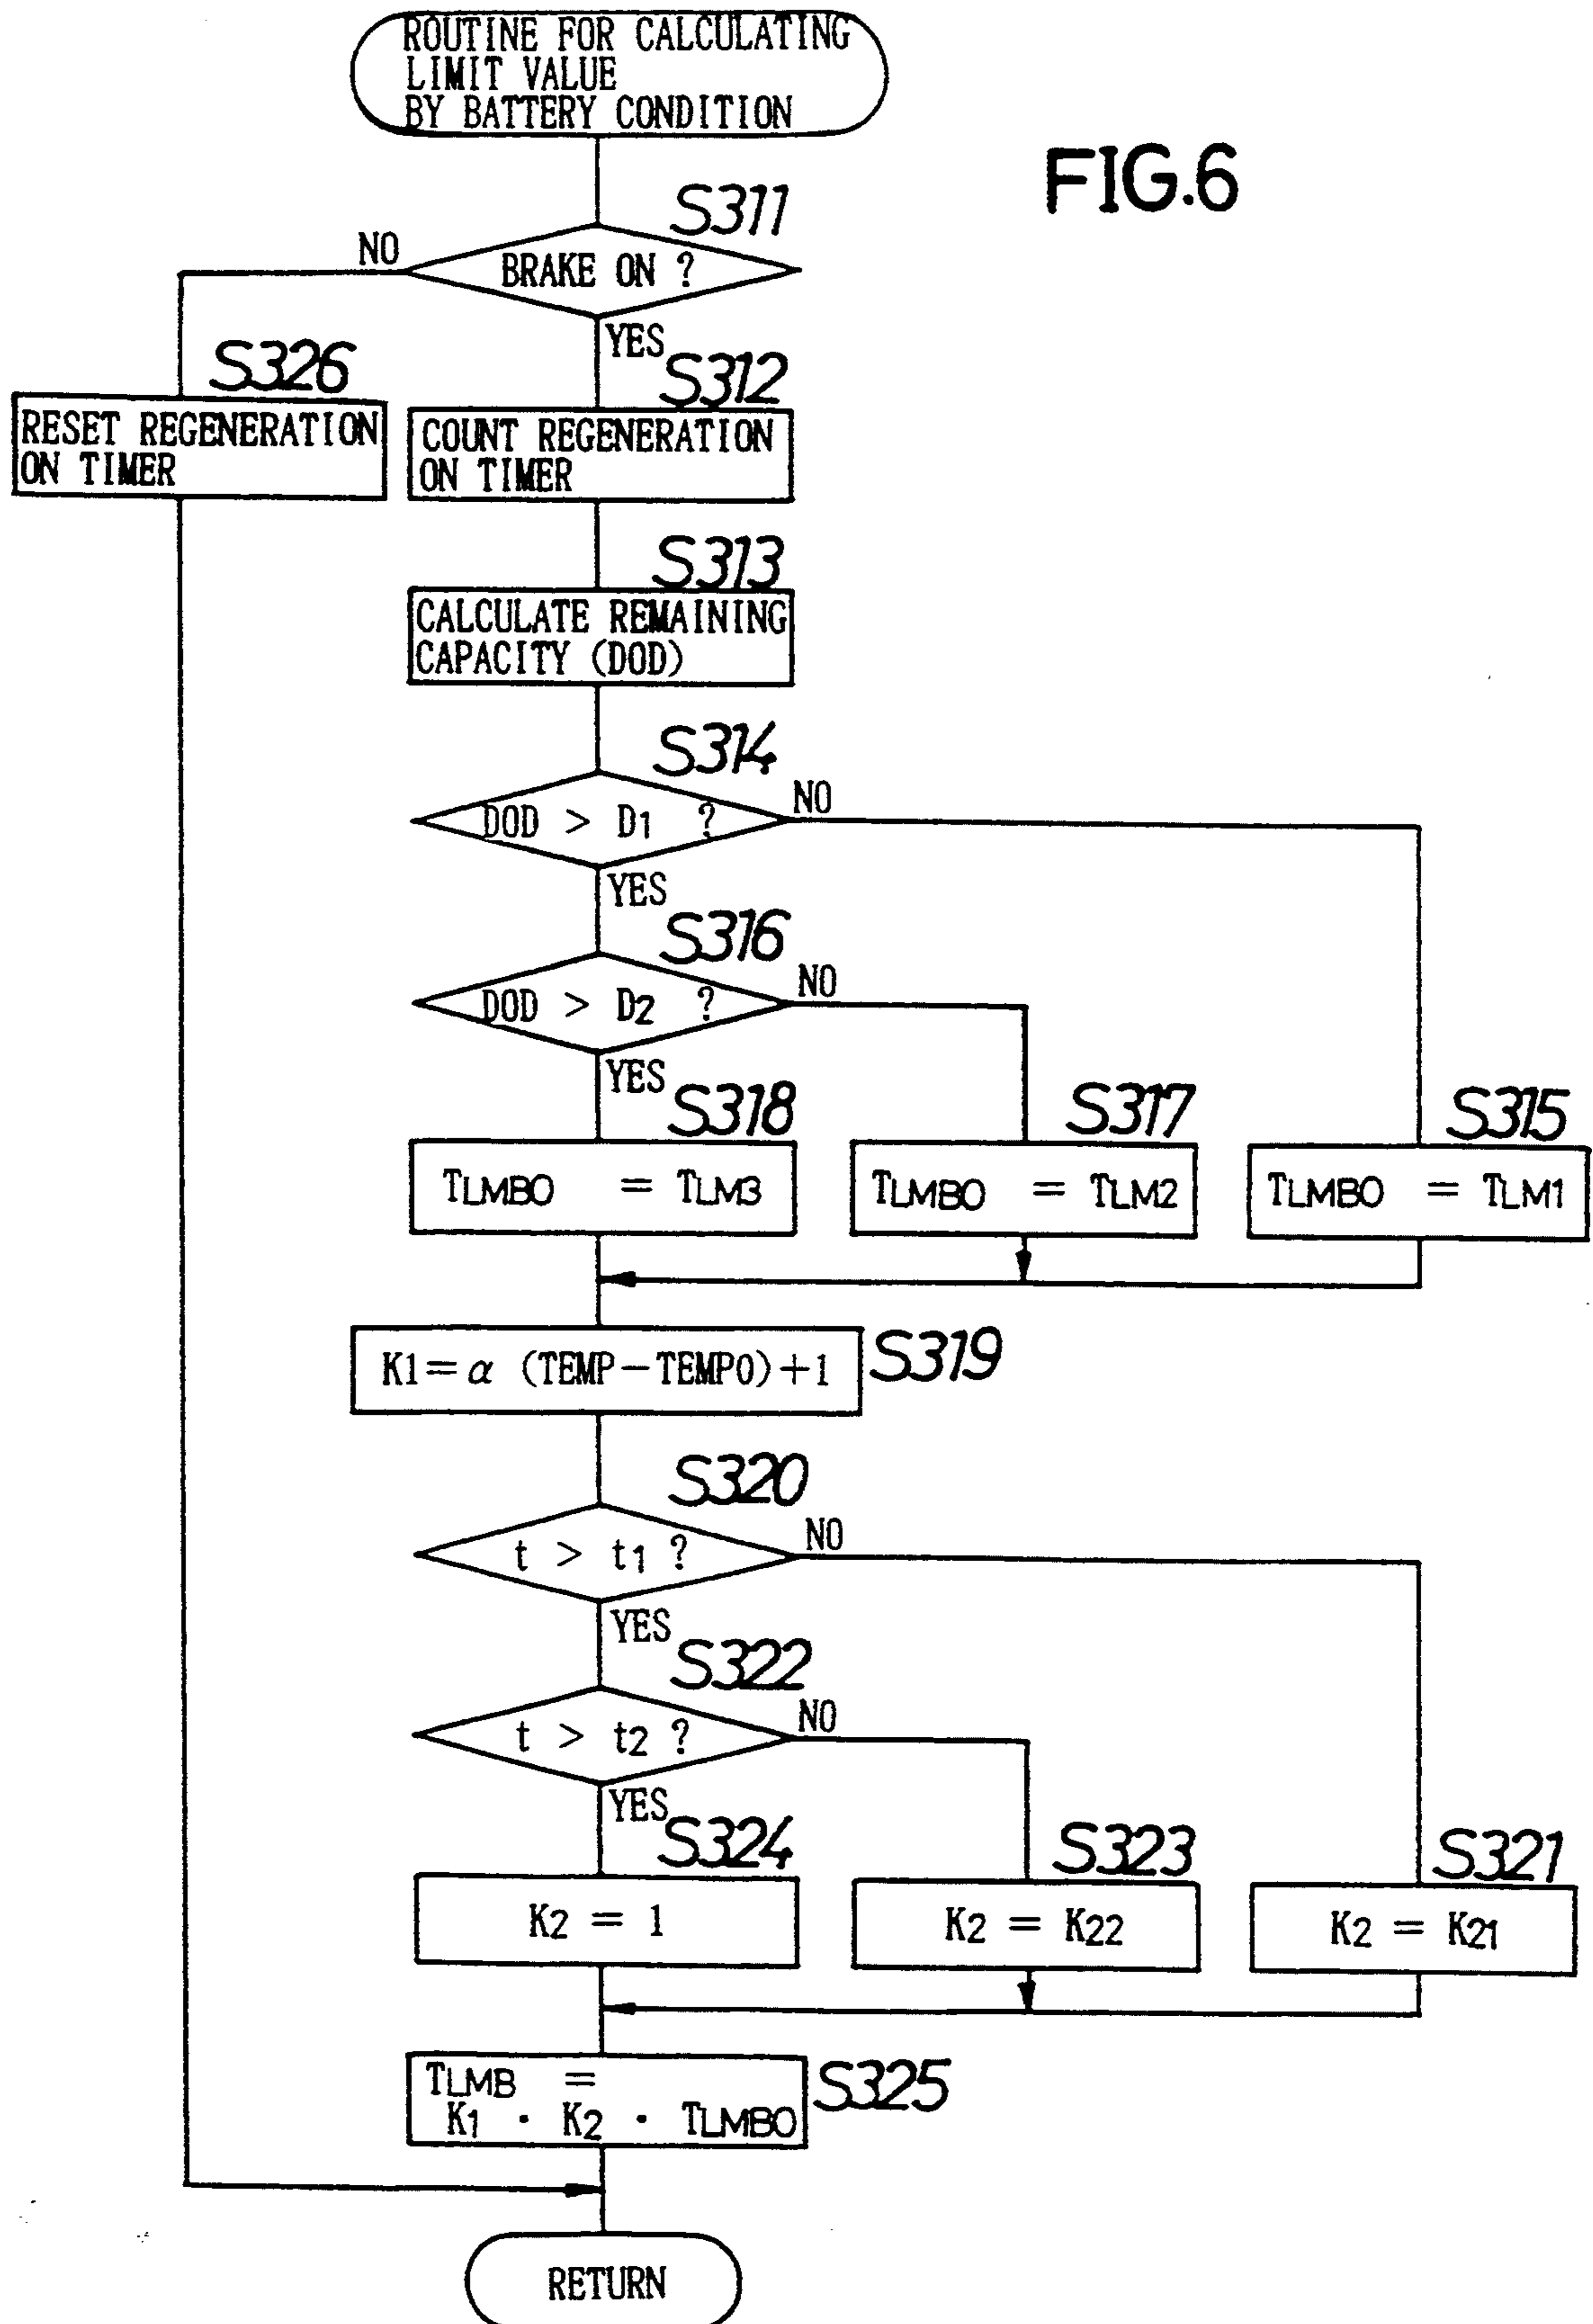 ROUTINE FOR CALCULATING
LIMIT VALUE
BY BATTERY CONDITION
FIG.6
S311
NO
BRAKE ON ?
YES
S326
RESET REGENERATION
ON TIMER
S312
COUNT REGENERATION
ON TIMER
S313
CALCULATE REMAINING
CAPACITY (DOD)
S314
DOD > D1 ?
NO
YES
S316
DOD > D2 ?
NO
YES
S318
TLMBO = TLM3
S317
TLMBO = TLM2
S315
TLMBO = TLM1
K1=α (TEMP-TEMP0)+1
S319
S320
t > t1 ?
NO
YES
S322
t > t2 ?
NO
YES
S324
K2 = 1
S323
K2 = K22
S321
K2 = K21
TLMB =
K1 · K2 · TLMBO
S325
RETURN